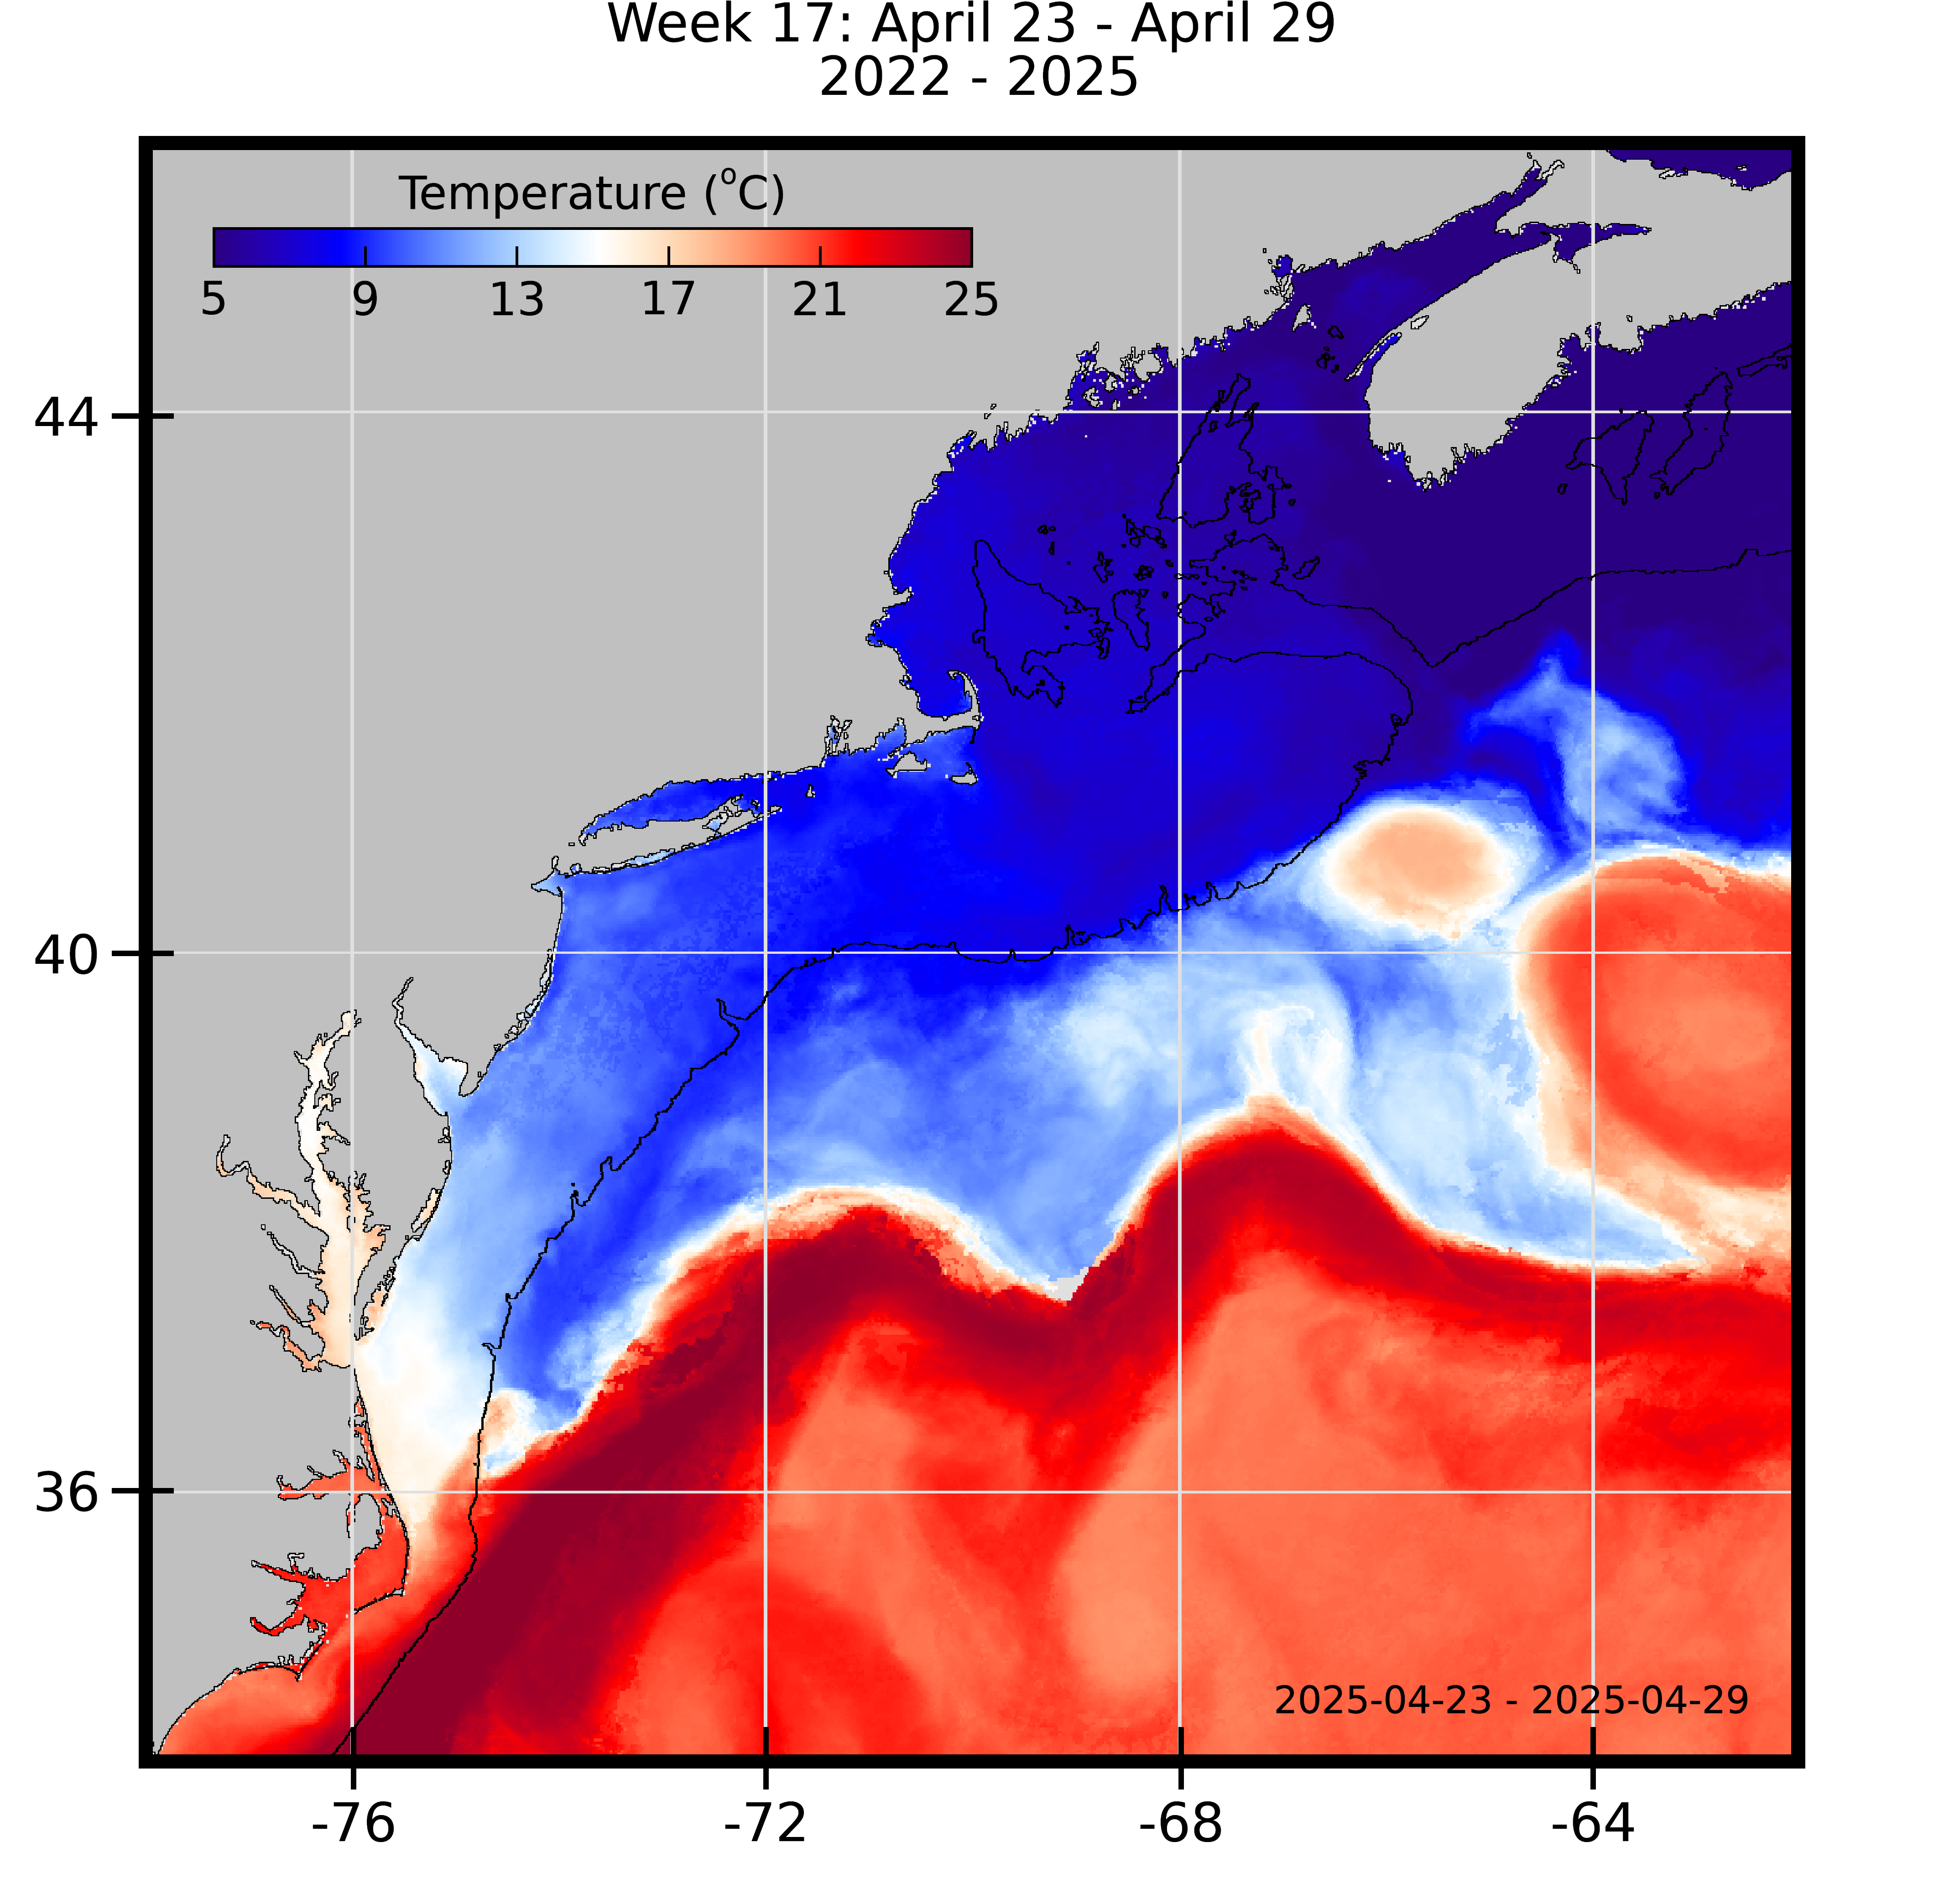 Week 17: April 23 - April 29
2022 - 2025
Temperature (°C)
5 9 13 17 21 25
44
40
36
2025-04-23 - 2025-04-29
-76 -72 -68 -64